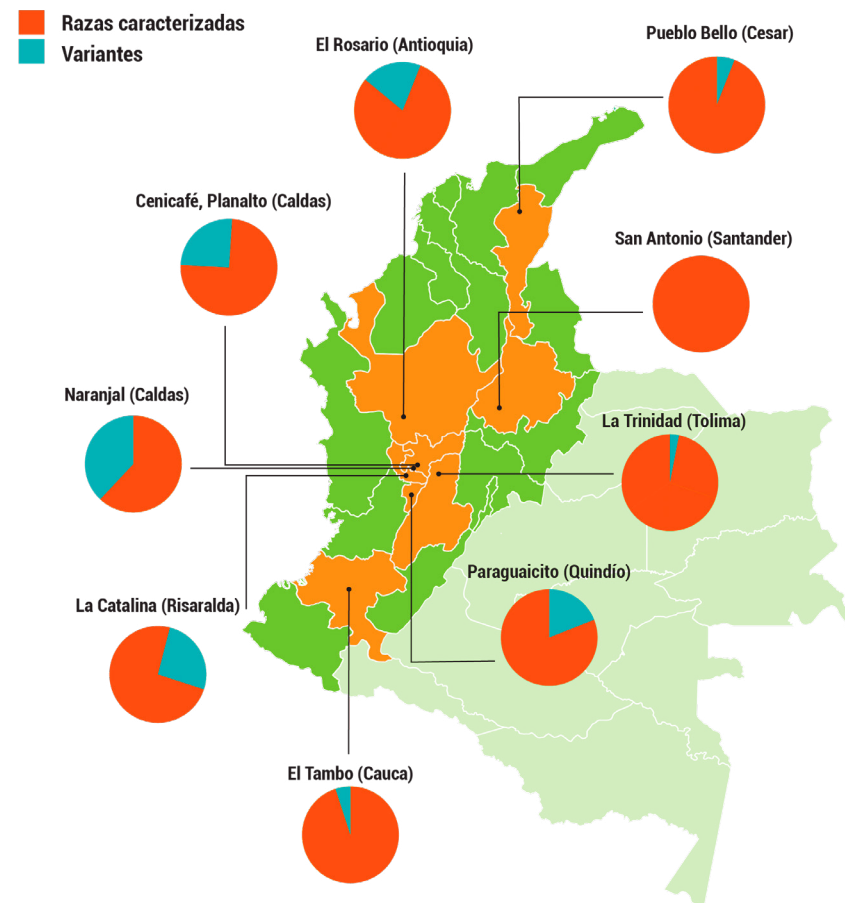 Razas caracterizadas
Variantes
El Rosario (Antioquia)
Pueblo Bello (Cesar)
Cenicafé, Planalto (Caldas)
San Antonio (Santander)
Naranjal (Caldas)
La Trinidad (Tolima)
Paraguaicito (Quindío)
La Catalina (Risaralda)
El Tambo (Cauca)